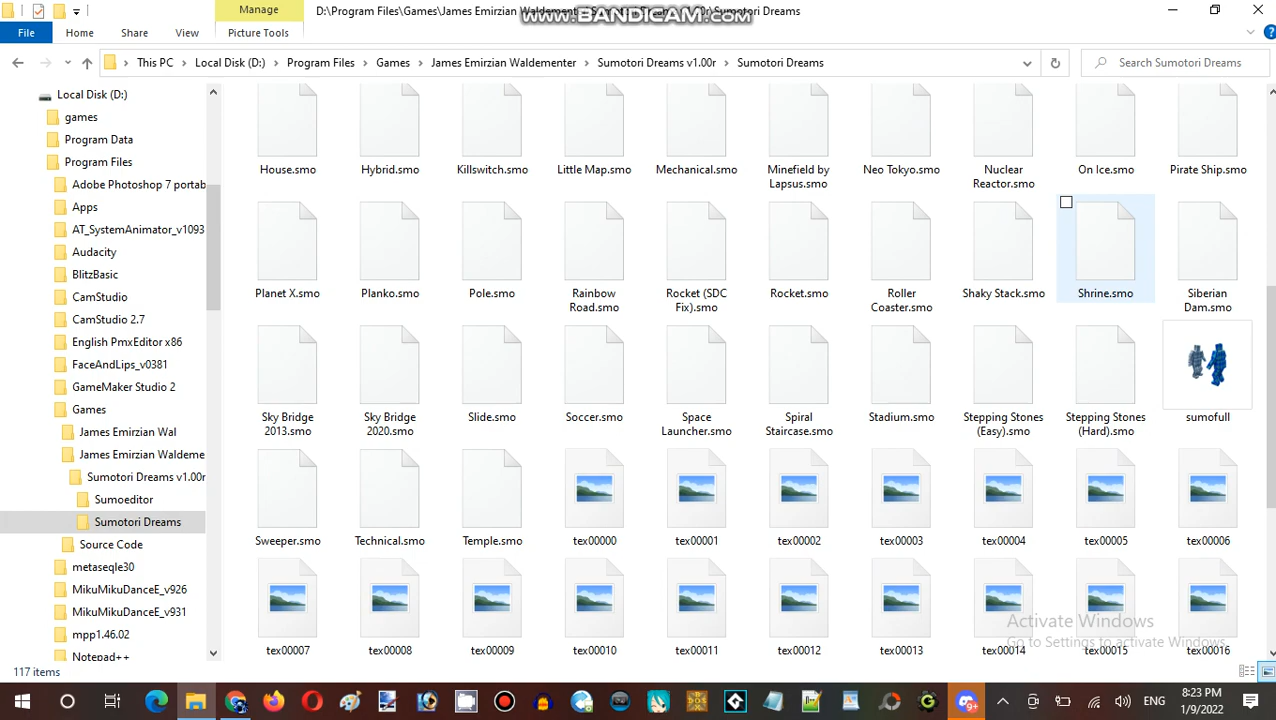 Manage
D:\Program Files\Games\James Emirzian Waldementer\Sumotori Dreams v1.00r\Sumotori Dreams
www.BANDICAM.com
File Home Share View Picture Tools
This PC › Local Disk (D:) › Program Files › Games › James Emirzian Waldementer › Sumotori Dreams v1.00r › Sumotori Dreams
Search Sumotori Dreams
Local Disk (D:)
games
Program Data
Program Files
Adobe Photoshop 7 portab
Apps
AT_SystemAnimator_v1093
Audacity
BlitzBasic
CamStudio
CamStudio 2.7
English PmxEditor x86
FaceAndLips_v0381
GameMaker Studio 2
Games
James Emirzian Wal
James Emirzian Waldeme
Sumotori Dreams v1.00r
Sumoeditor
Sumotori Dreams
Source Code
metaseqle30
MikuMikuDanceE_v926
MikuMikuDanceE_v931
mpp1.46.02
Notepad++
House.smo
Hybrid.smo
Killswitch.smo
Little Map.smo
Mechanical.smo
Minefield by
Lapsus.smo
Neo Tokyo.smo
Nuclear
Reactor.smo
On Ice.smo
Pirate Ship.smo
Planet X.smo
Planko.smo
Pole.smo
Rainbow
Road.smo
Rocket (SDC
Fix).smo
Rocket.smo
Roller
Coaster.smo
Shaky Stack.smo
Shrine.smo
Siberian
Dam.smo
Sky Bridge
2013.smo
Sky Bridge
2020.smo
Slide.smo
Soccer.smo
Space
Launcher.smo
Spiral
Staircase.smo
Stadium.smo
Stepping Stones
(Easy).smo
Stepping Stones
(Hard).smo
sumofull
Sweeper.smo
Technical.smo
Temple.smo
tex00000
tex00001
tex00002
tex00003
tex00004
tex00005
tex00006
tex00007
tex00008
tex00009
tex00010
tex00011
tex00012
tex00013
tex00014
tex00015
tex00016
Activate Windows
Go to Settings to activate Windows.
117 items
9+
ENG
8:23 PM
1/9/2022